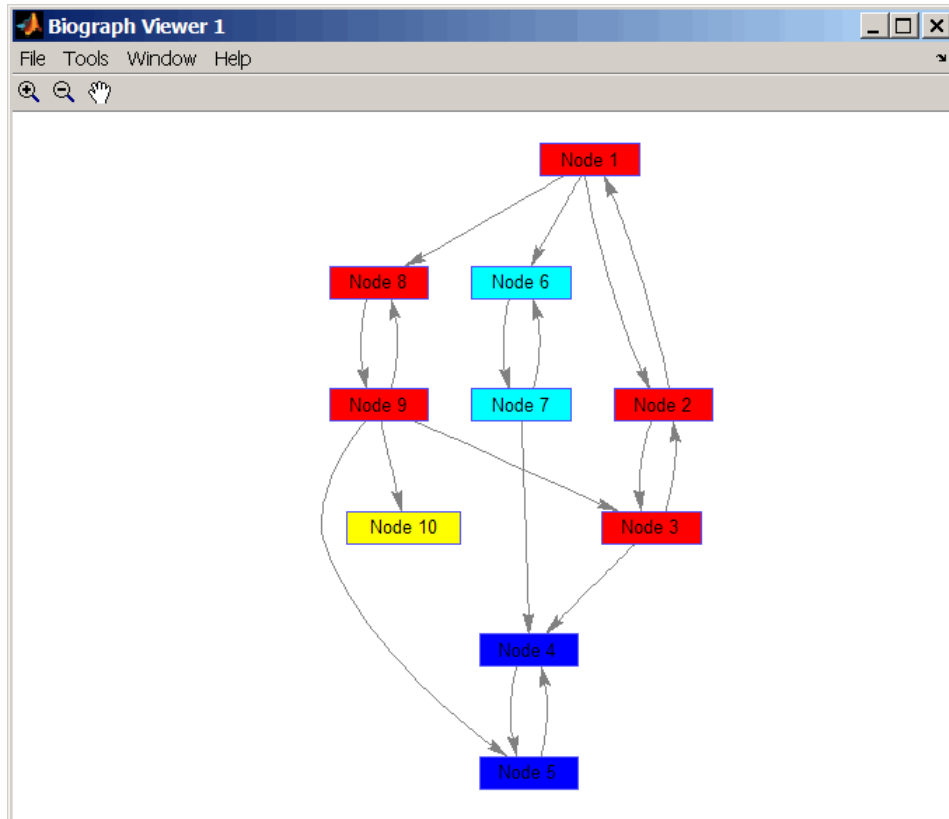 Biograph Viewer 1
File Tools Window Help
Node 1
Node 8 Node 6
Node 9 Node 7 Node 2
Node 10 Node 3
Node 4
Node 5